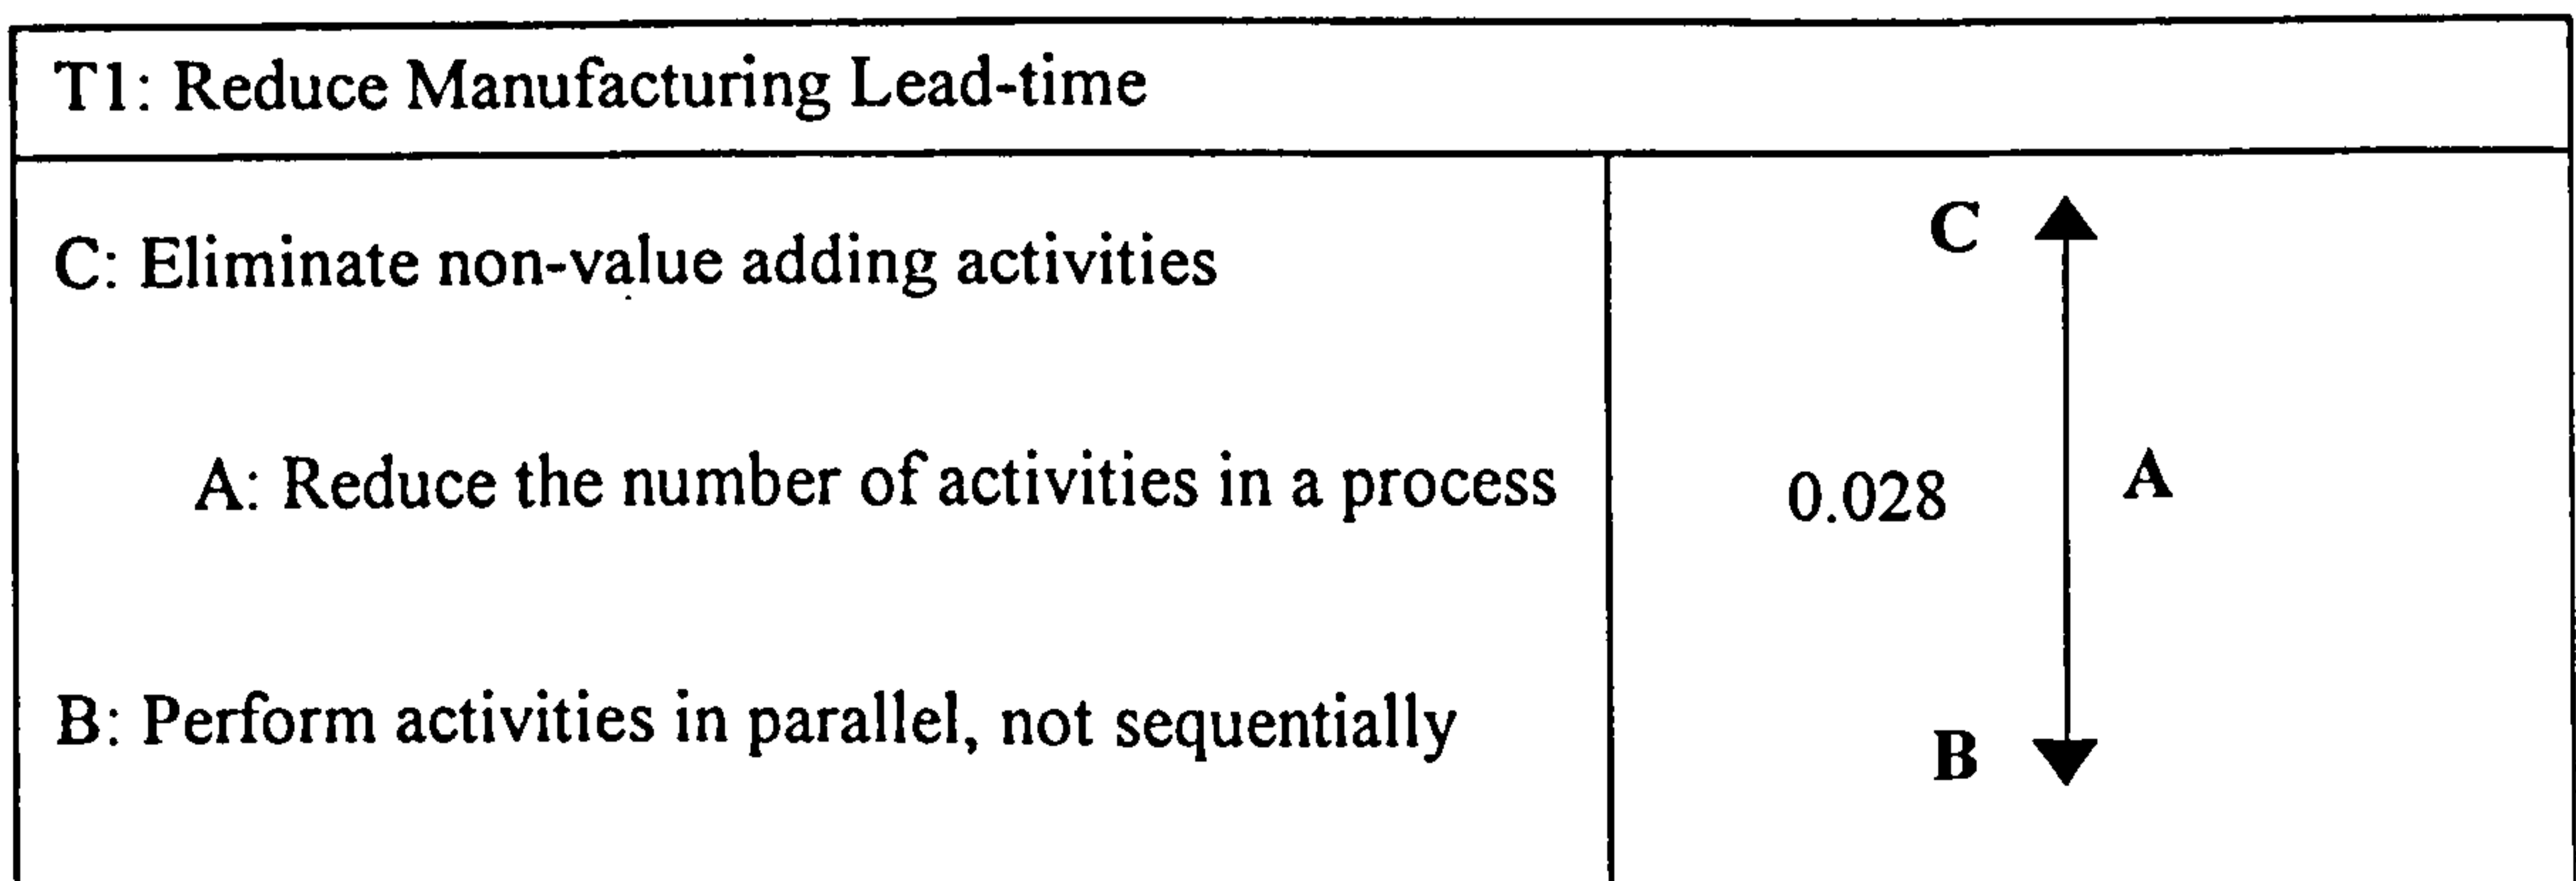 T1: Reduce Manufacturing Lead-time
C: Eliminate non-value adding activities
C
A: Reduce the number of activities in a process
0.028
A
B: Perform activities in parallel, not sequentially
B